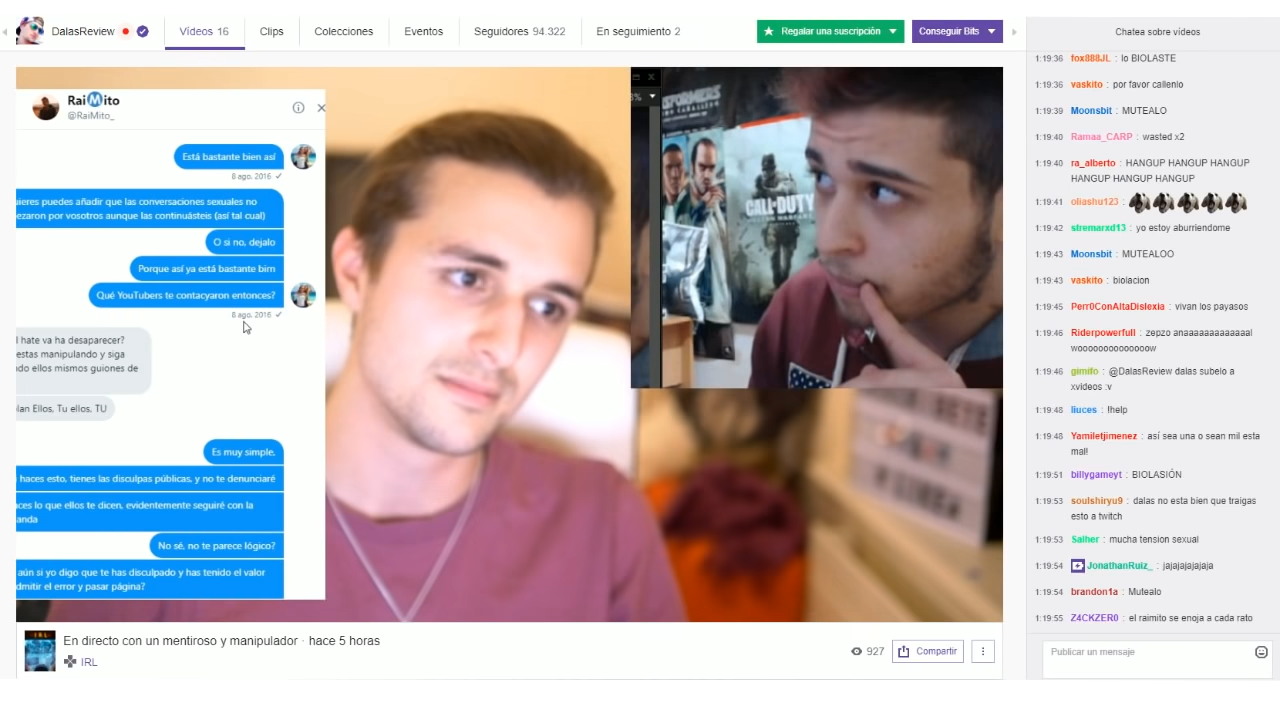 DalasReview
Vídeos 16
Clips
Colecciones
Eventos
Seguidores 94.322
En seguimiento 2
Regalar una suscripción
Conseguir Bits
Chatea sobre vídeos
RaiMito
@RaiMito_
Está bastante bien así
8 ago. 2016
uieres puedes añadir que las conversaciones sexuales no
ezaron por vosotros aunque las continuásteis (así tal cual)
O si no, dejalo
Porque así ya está bastante birn
Qué YouTubers te contacyaron entonces?
8 ago. 2016
l hate va ha desaparecer?
estas manipulando y siga
do ellos mismos guiones de
lan Ellos, Tu ellos, TU
Es muy simple,
haces esto, tienes las disculpas públicas, y no te denunciaré
ces lo que ellos te dicen, evidentemente seguiré con la
anda
No sé, no te parece lógico?
aún si yo digo que te has disculpado y has tenido el valor
dmitir el error y pasar página?
8%
CALL OF DUTY
En directo con un mentiroso y manipulador · hace 5 horas
IRL
IRL
927
Compartir
1:19:36 fox888JL : lo BIOLASTE
1:19:36 vaskito : por favor callenlo
1:19:39 Moonsbit : MUTEALO
1:19:40 Ramaa_CARP : wasted x2
1:19:40 ra_alberto : HANGUP HANGUP HANGUP
HANGUP HANGUP HANGUP
1:19:41 oliashu123 :
1:19:42 stremarxd13 : yo estoy aburriendome
1:19:43 Moonsbit : MUTEALOO
1:19:43 vaskito : biolacion
1:19:45 Perr0ConAltaDislexia : vivan los payasos
1:19:46 Riderpowerfull : zepzo anaaaaaaaaaaaal
woooooooooooooow
1:19:46 gimifo : @DalasReview dalas subelo a
xvideos :v
1:19:48 liuces : !help
1:19:48 Yamiletjimenez : así sea una o sean mil esta
mal!
1:19:51 billygameyt : BIOLASIÓN
1:19:53 soulshiryu9 : dalas no esta bien que traigas
esto a twitch
1:19:53 Salher : mucha tension sexual
1:19:54 JonathanRuiz_ : jajajajajajaja
1:19:54 brandon1a : Mutealo
1:19:55 Z4CKZER0 : el raimito se enoja a cada rato
Publicar un mensaje